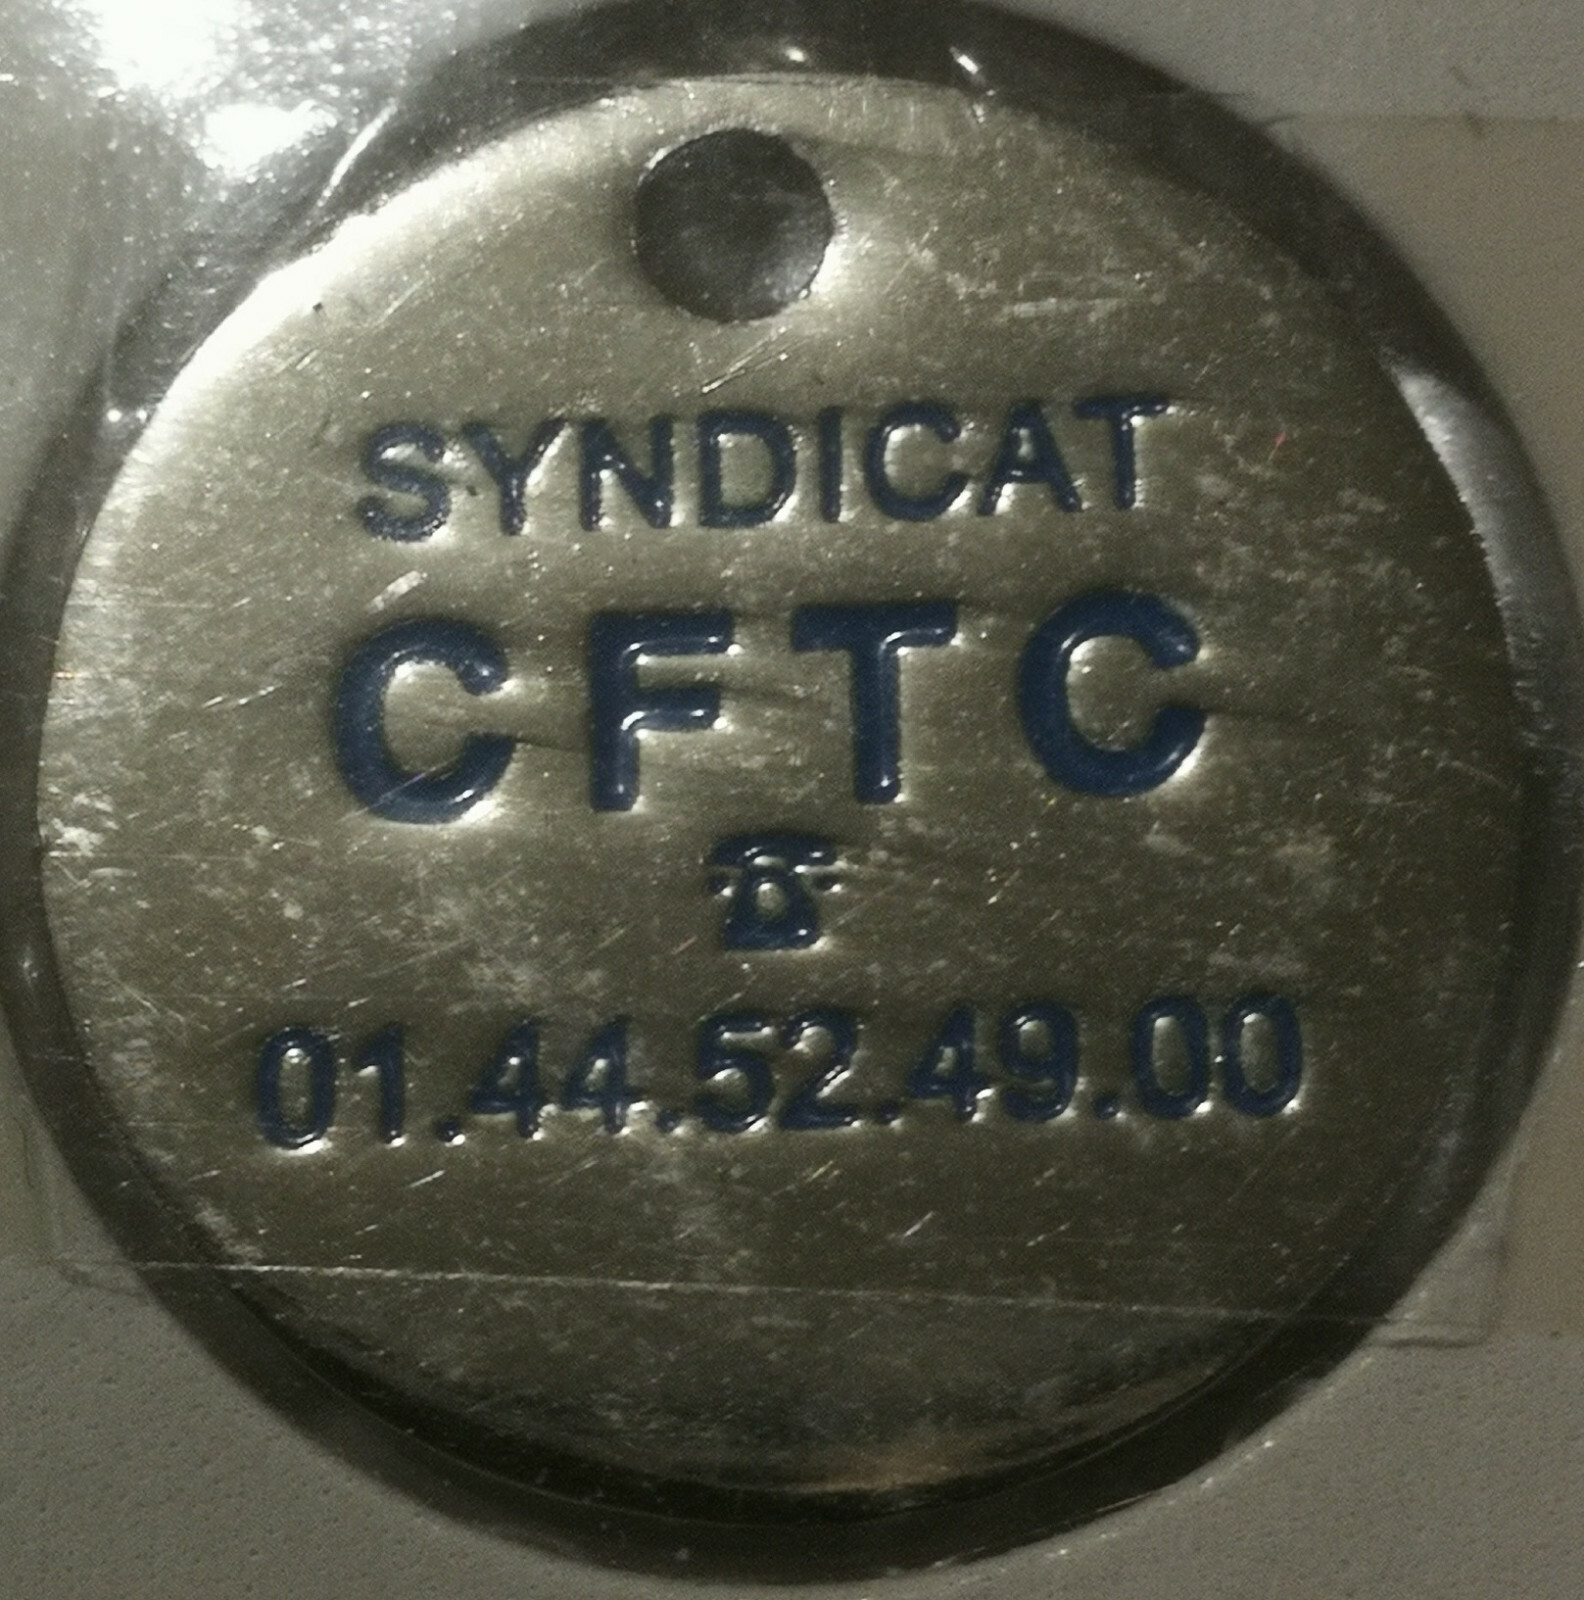 SYNDICAT
CFTC
☎
01.44.52.49.00